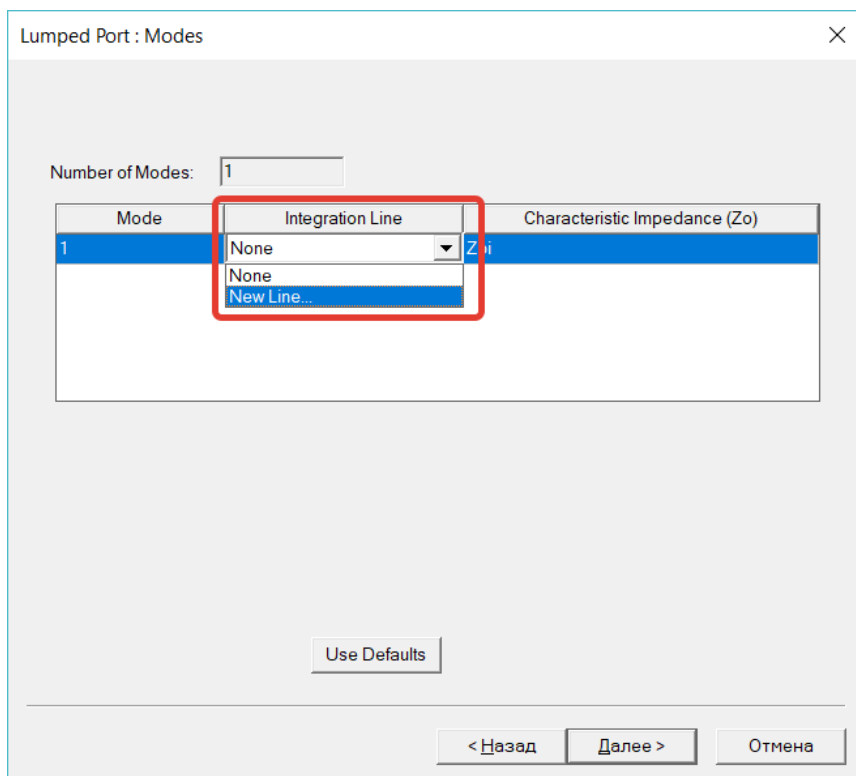 Lumped Port : Modes
Number of Modes: 1
Mode Integration Line Characteristic Impedance (Zo)
1 None Zpi
None
New Line...
Use Defaults
< Назад Далее > Отмена